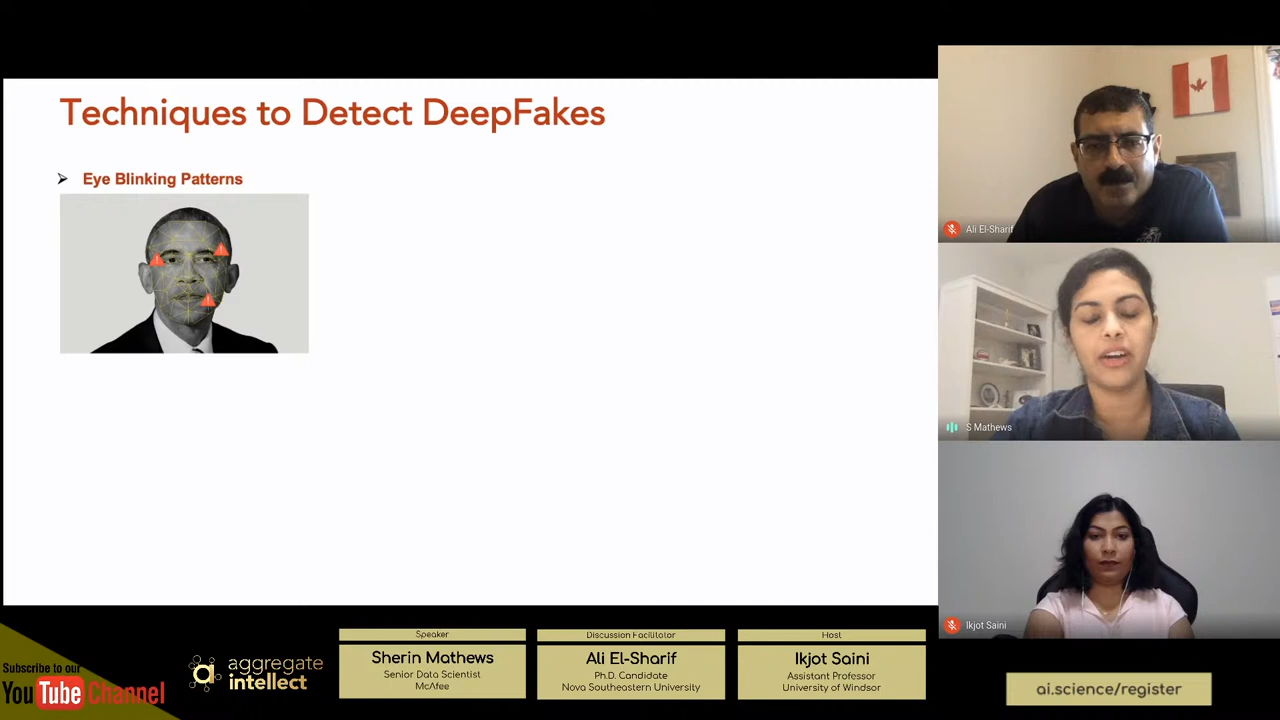 Techniques to Detect DeepFakes
➢ Eye Blinking Patterns
Ali El-Sharif
S Mathews
Ikjot Saini
Subscribe to our
YouTube Channel
aggregate
intellect
Speaker
Sherin Mathews
Senior Data Scientist
McAfee
Discussion Facilitator
Ali El-Sharif
Ph.D. Candidate
Nova Southeastern University
Host
Ikjot Saini
Assistant Professor
University of Windsor
ai.science/register